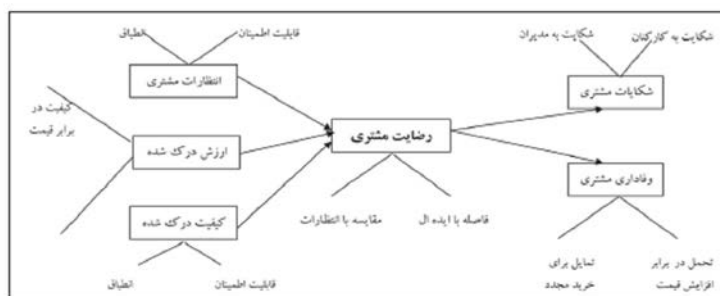 شکایت به کارکنان
شکایت به مدیران
قابلیت اطمینان
انطباق
شکایات مشتری
انتظارات مشتری
کیفیت در
برابر قیمت
رضایت مشتری
ارزش درک شده
وفاداری مشتری
کیفیت درک شده
فاصله با ایده ال
مقایسه با انتظارات
تحمل در برابر
افزایش قیمت
تمایل برای
خرید مجدد
قابلیت اطمینان
انطباق